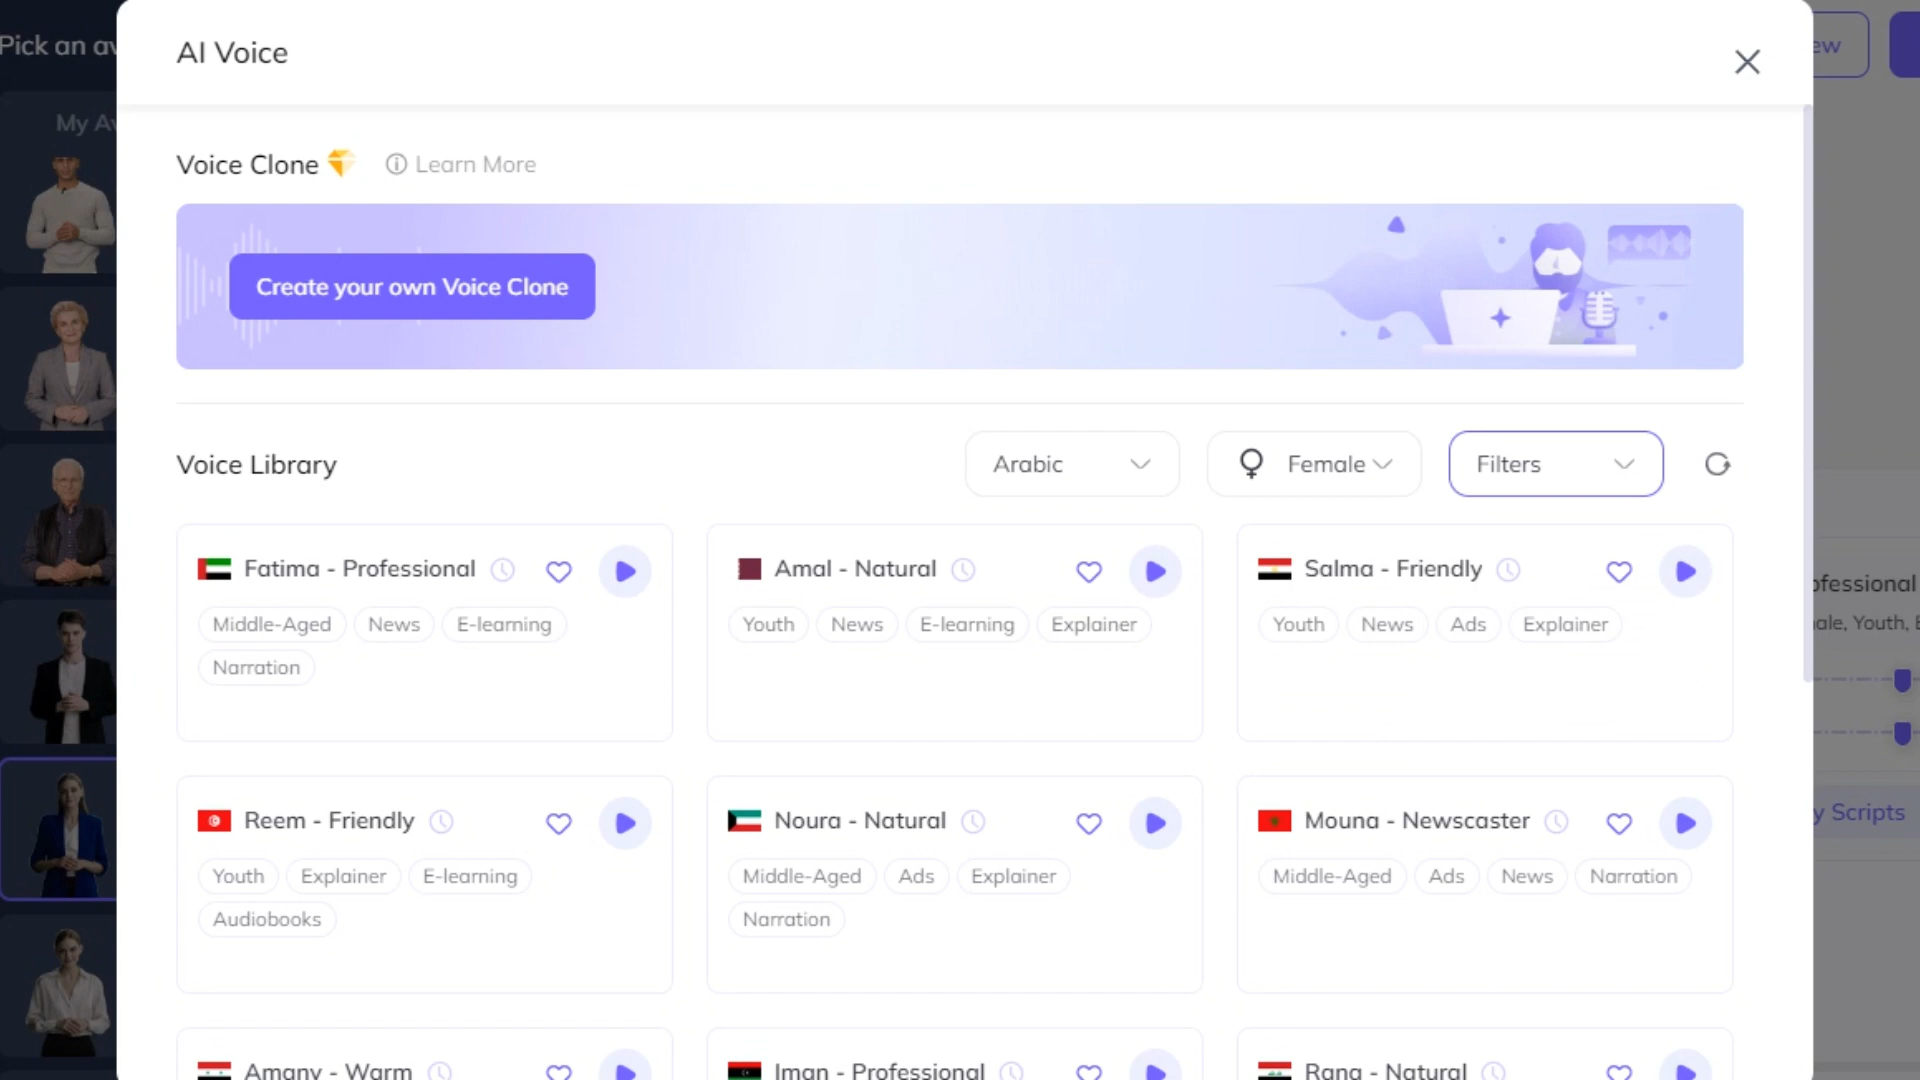 Pick an av
AI Voice
ew
My Av
Voice Clone
Learn More
Create your own Voice Clone
Voice Library
Arabic
Female
Filters
Fatima - Professional
Middle-Aged
News
E-learning
Narration
Amal - Natural
Youth
News
E-learning
Explainer
Salma - Friendly
Youth
News
Ads
Explainer
ofessional
ale, Youth, E
Reem - Friendly
Youth
Explainer
E-learning
Audiobooks
Noura - Natural
Middle-Aged
Ads
Explainer
Narration
Mouna - Newscaster
Middle-Aged
Ads
News
Narration
y Scripts
Amany - Warm
Iman - Professional
Rana - Natural